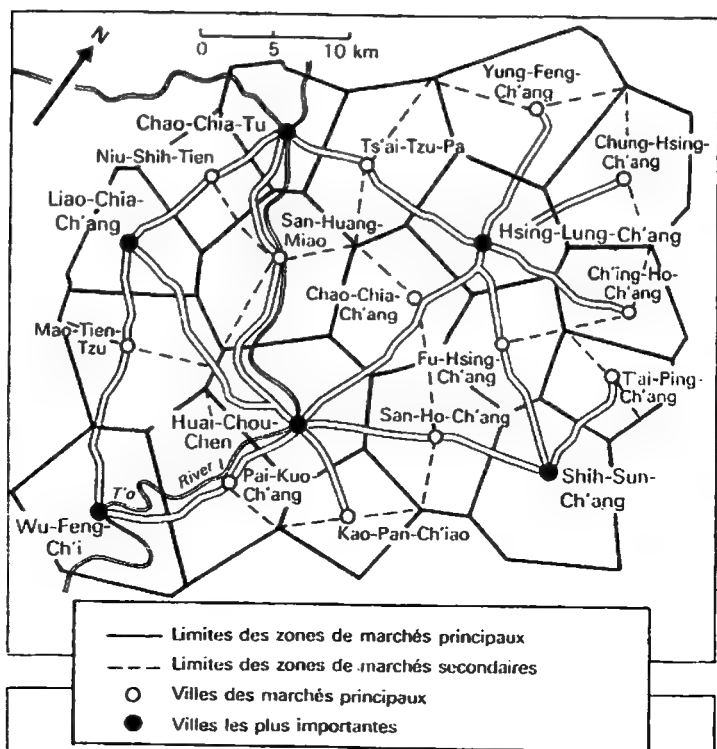 N
0 5 10 km
Yung-Feng-
Ch'ang
Chao-Chia-Tu
Ts'ai-Tzu-Pa
Chung-Hsing-
Ch'ang
Niu-Shih-Tien
Liao-Chia-
Ch'ang
San-Huang-
Miao
Hsing-Lung-Ch'ang
Chao-Chia-
Ch'ang
Ch'ing-Ho-
Ch'ang
Mao-Tien-
Tzu
Fu-Hsing-
Ch'ang
T'ai-Ping-
Ch'ang
Huai-Chou-
Chen
San-Ho-Ch'ang
T'o River
Pai-Kuo-
Ch'ang
Shih-Sun-
Ch'ang
Wu-Feng-
Ch'i
Kao-Pan-Ch'iao
Limites des zones de marchés principaux
Limites des zones de marchés secondaires
Villes des marchés principaux
Villes les plus importantes